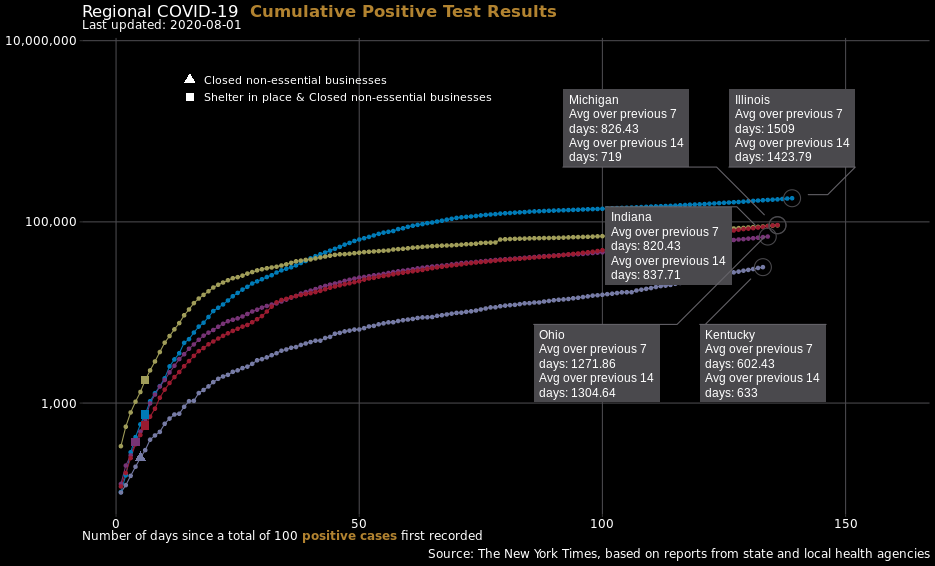 Regional COVID-19 Cumulative Positive Test Results
Last updated: 2020-08-01
10,000,000
Closed non-essential businesses
Shelter in place & Closed non-essential businesses
Michigan
Avg over previous 7
days: 826.43
Avg over previous 14
days: 719
Illinois
Avg over previous 7
days: 1509
Avg over previous 14
days: 1423.79
100,000
Indiana
Avg over previous 7
days: 820.43
Avg over previous 14
days: 837.71
Ohio
Avg over previous 7
days: 1271.86
Avg over previous 14
days: 1304.64
Kentucky
Avg over previous 7
days: 602.43
Avg over previous 14
days: 633
1,000
0 50 100 150
Number of days since a total of 100 positive cases first recorded
Source: The New York Times, based on reports from state and local health agencies